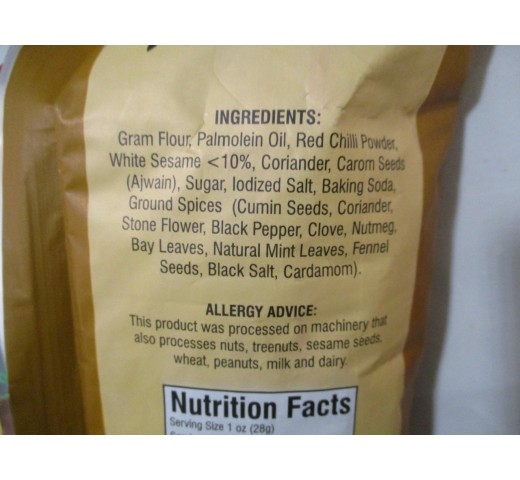 INGREDIENTS:
Gram Flour, Palmolein Oil, Red Chilli Powder,
White Sesame <10%, Coriander, Carom Seeds
(Ajwain), Sugar, Iodized Salt, Baking Soda,
Ground Spices (Cumin Seeds, Coriander,
Stone Flower, Black Pepper, Clove, Nutmeg,
Bay Leaves, Natural Mint Leaves, Fennel
Seeds, Black Salt, Cardamom).
ALLERGY ADVICE:
This product was processed on machinery that
also processes nuts, treenuts, sesame seeds,
wheat, peanuts, milk and dairy.
Nutrition Facts
Serving Size 1 oz (28g)